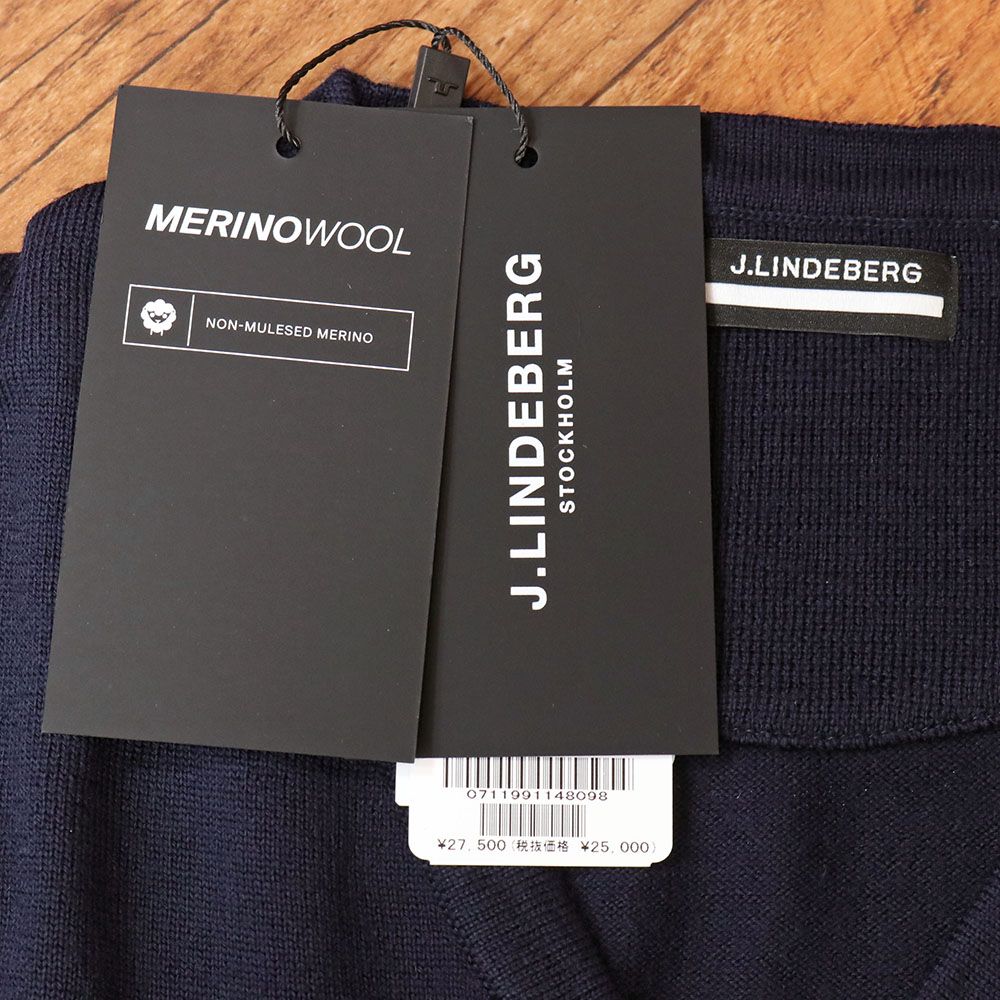 MERINOWOOL
NON-MULESED MERINO
J.LINDEBERG
STOCKHOLM
J.LINDEBERG
0711991148098
¥27,500(税抜価格 ¥25,000)